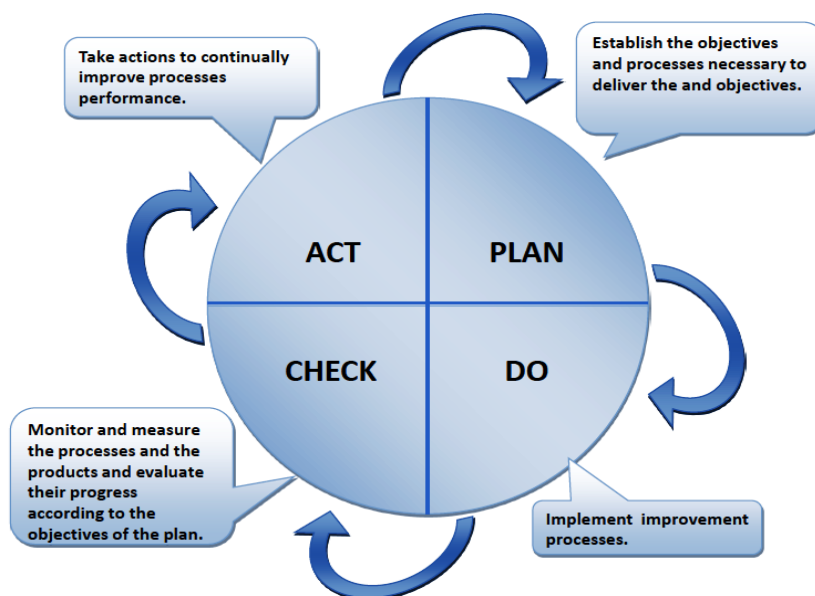 Take actions to continually
improve processes
performance.
Establish the objectives
and processes necessary to
deliver the and objectives.
ACT
PLAN
CHECK
DO
Monitor and measure
the processes and the
products and evaluate
their progress
according to the
objectives of the plan.
Implement improvement
processes.